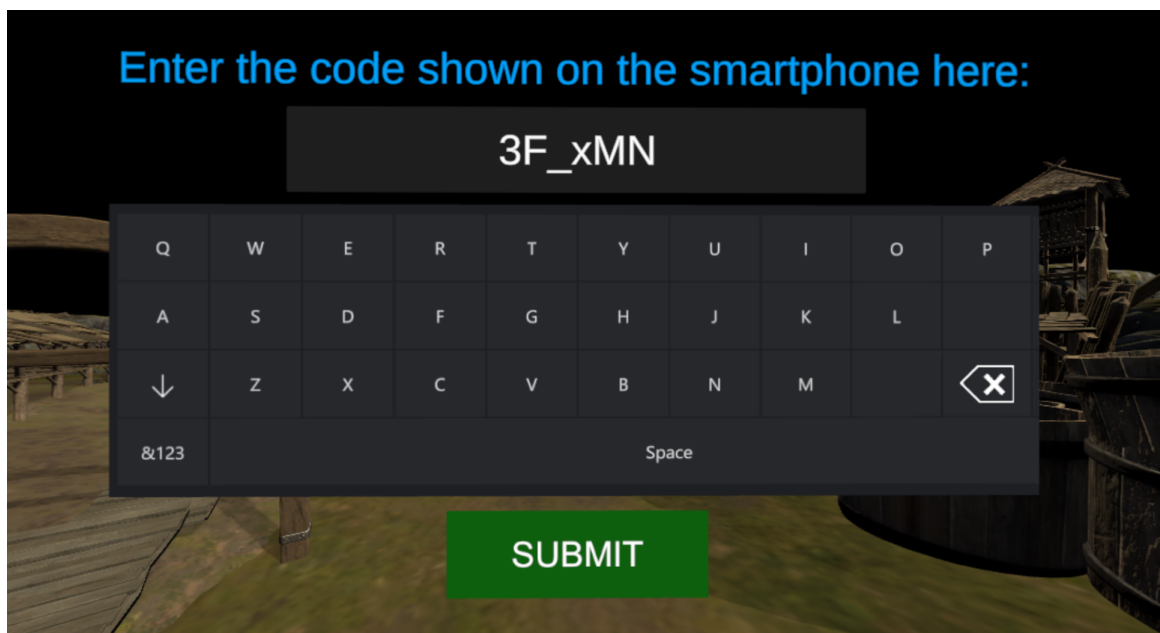 Enter the code shown on the smartphone here:
3F_xMN
Q W E R T Y U I O P
A S D F G H J K L
Z X C V B N M
&123 Space
SUBMIT